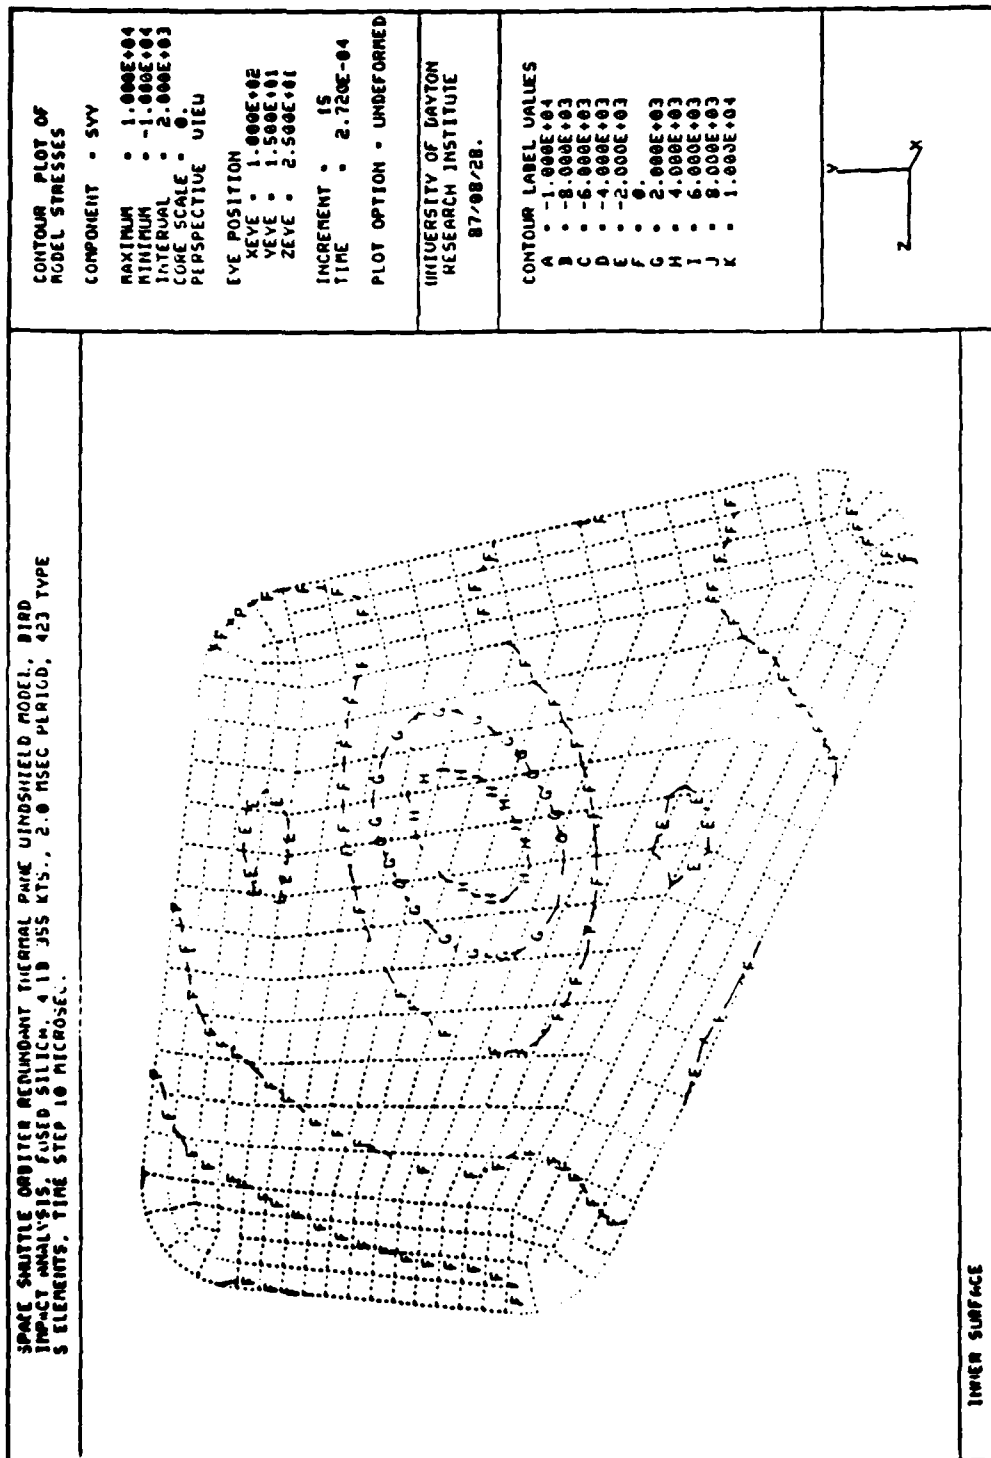 SPACE SHUTTLE ORBITER REDUNDANT THERMAL PANE WINDSHIELD MODEL, BIRD
IMPACT ANALYSIS, FUSED SILICA, 4 LB 355 KTS., 2.0 MSEC PERIOD, 423 TYPE
5 ELEMENTS, TIME STEP 10 MICROSEC.
CONTOUR PLOT OF
MODEL STRESSES
COMPONENT = SYY
MAXIMUM = 1.000E+04
MINIMUM = -1.000E+04
INTERVAL = 2.000E+03
CORE SCALE = 0.
PERSPECTIVE VIEW
EYE POSITION
XEYE = 1.000E+02
YEYE = 1.500E+01
ZEYE = 2.500E+01
INCREMENT = 15
TIME = 2.720E-04
PLOT OPTION = UNDEFORMED
UNIVERSITY OF DAYTON
RESEARCH INSTITUTE
87/08/28.
CONTOUR LABEL VALUES
A = -1.000E+04
B = -8.000E+03
C = -6.000E+03
D = -4.000E+03
E = -2.000E+03
F = 0.
G = 2.000E+03
H = 4.000E+03
I = 6.000E+03
J = 8.000E+03
K = 1.000E+04
Y
Z
X
INNER SURFACE